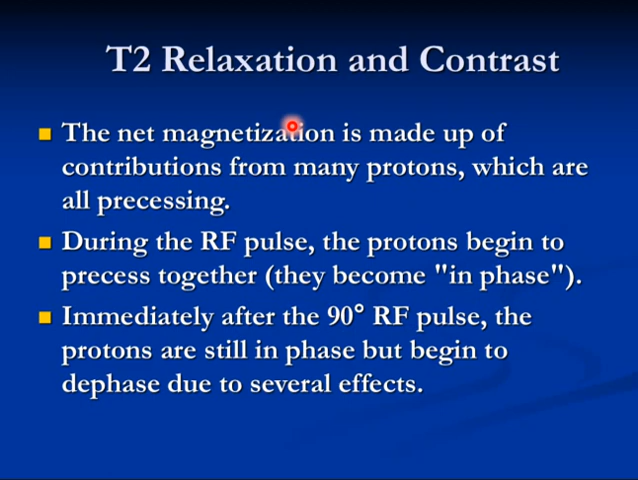 T2 Relaxation and Contrast
The net magnetization is made up of
contributions from many protons, which are
all precessing.
During the RF pulse, the protons begin to
precess together (they become "in phase").
Immediately after the 90° RF pulse, the
protons are still in phase but begin to
dephase due to several effects.